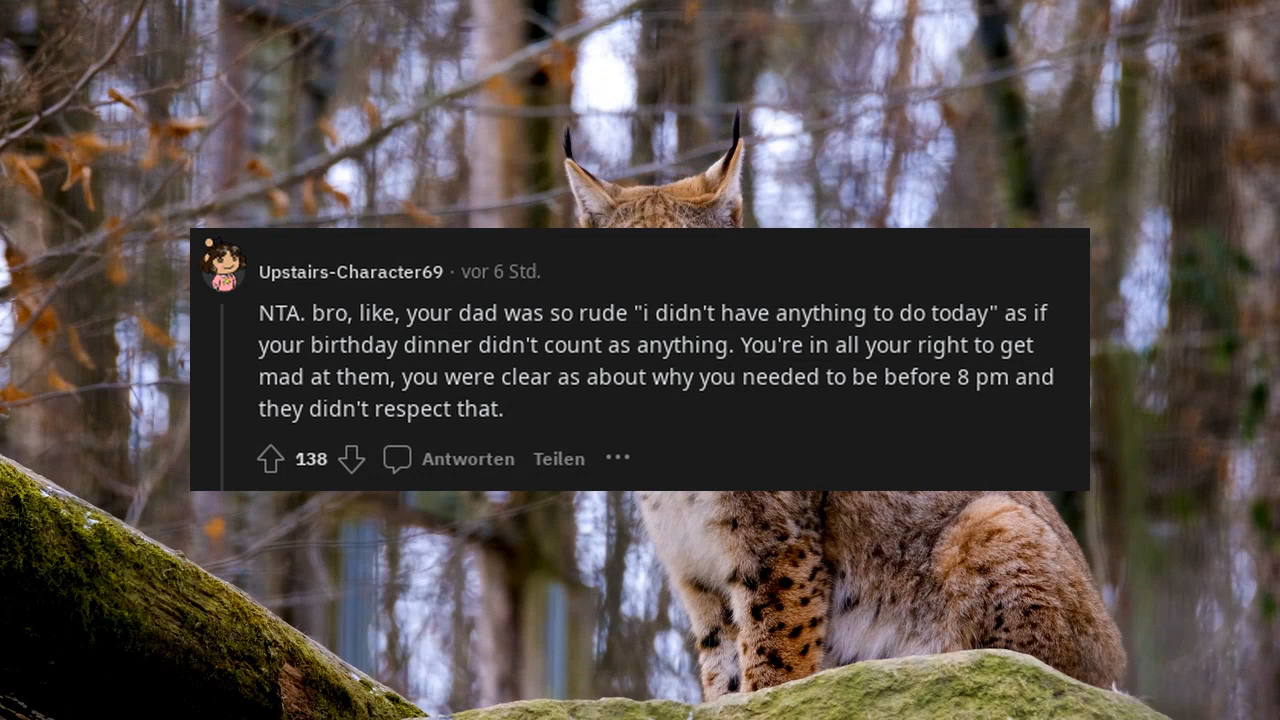 Upstairs-Character69 · vor 6 Std.
NTA. bro, like, your dad was so rude "i didn't have anything to do today" as if
your birthday dinner didn't count as anything. You're in all your right to get
mad at them, you were clear as about why you needed to be before 8 pm and
they didn't respect that.
138 Antworten Teilen ···